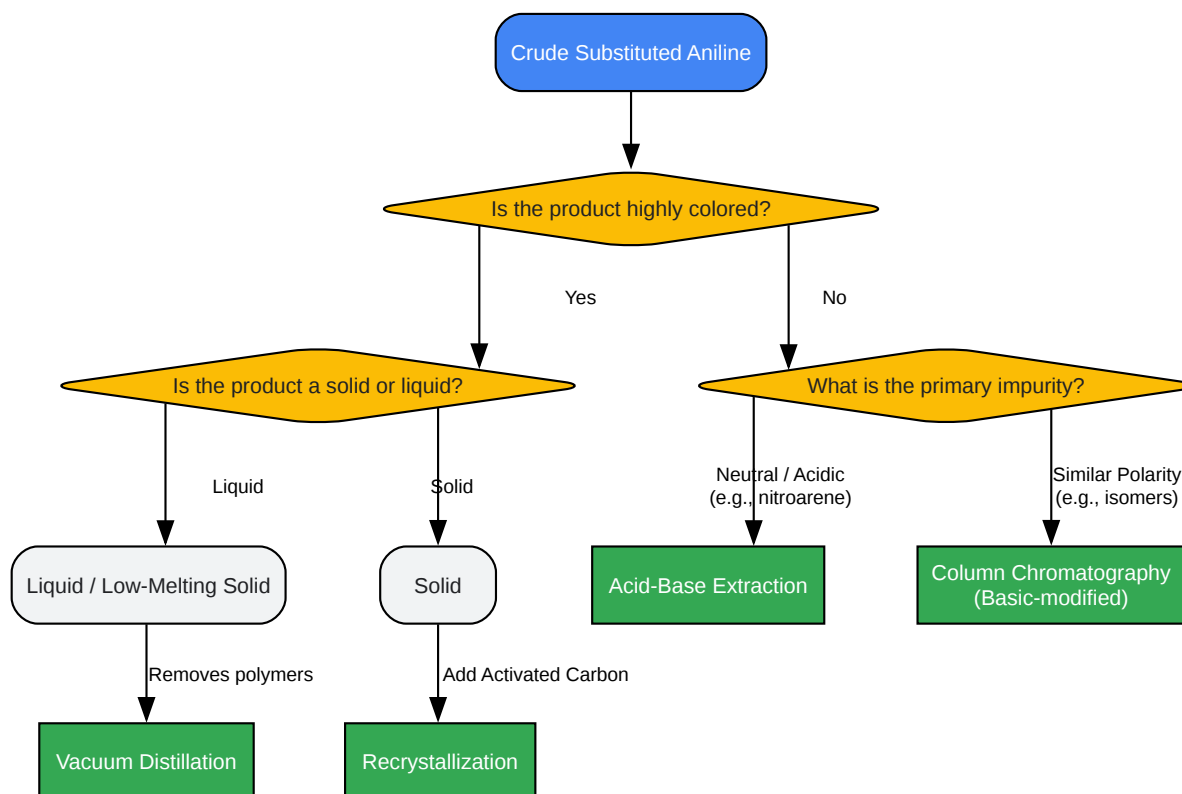 Crude Substituted Aniline
Is the product highly colored?
Yes
No
Is the product a solid or liquid?
What is the primary impurity?
Liquid
Solid
Neutral / Acidic
(e.g., nitroarene)
Similar Polarity
(e.g., isomers)
Liquid / Low-Melting Solid
Solid
Acid-Base Extraction
Column Chromatography
(Basic-modified)
Removes polymers
Add Activated Carbon
Vacuum Distillation
Recrystallization